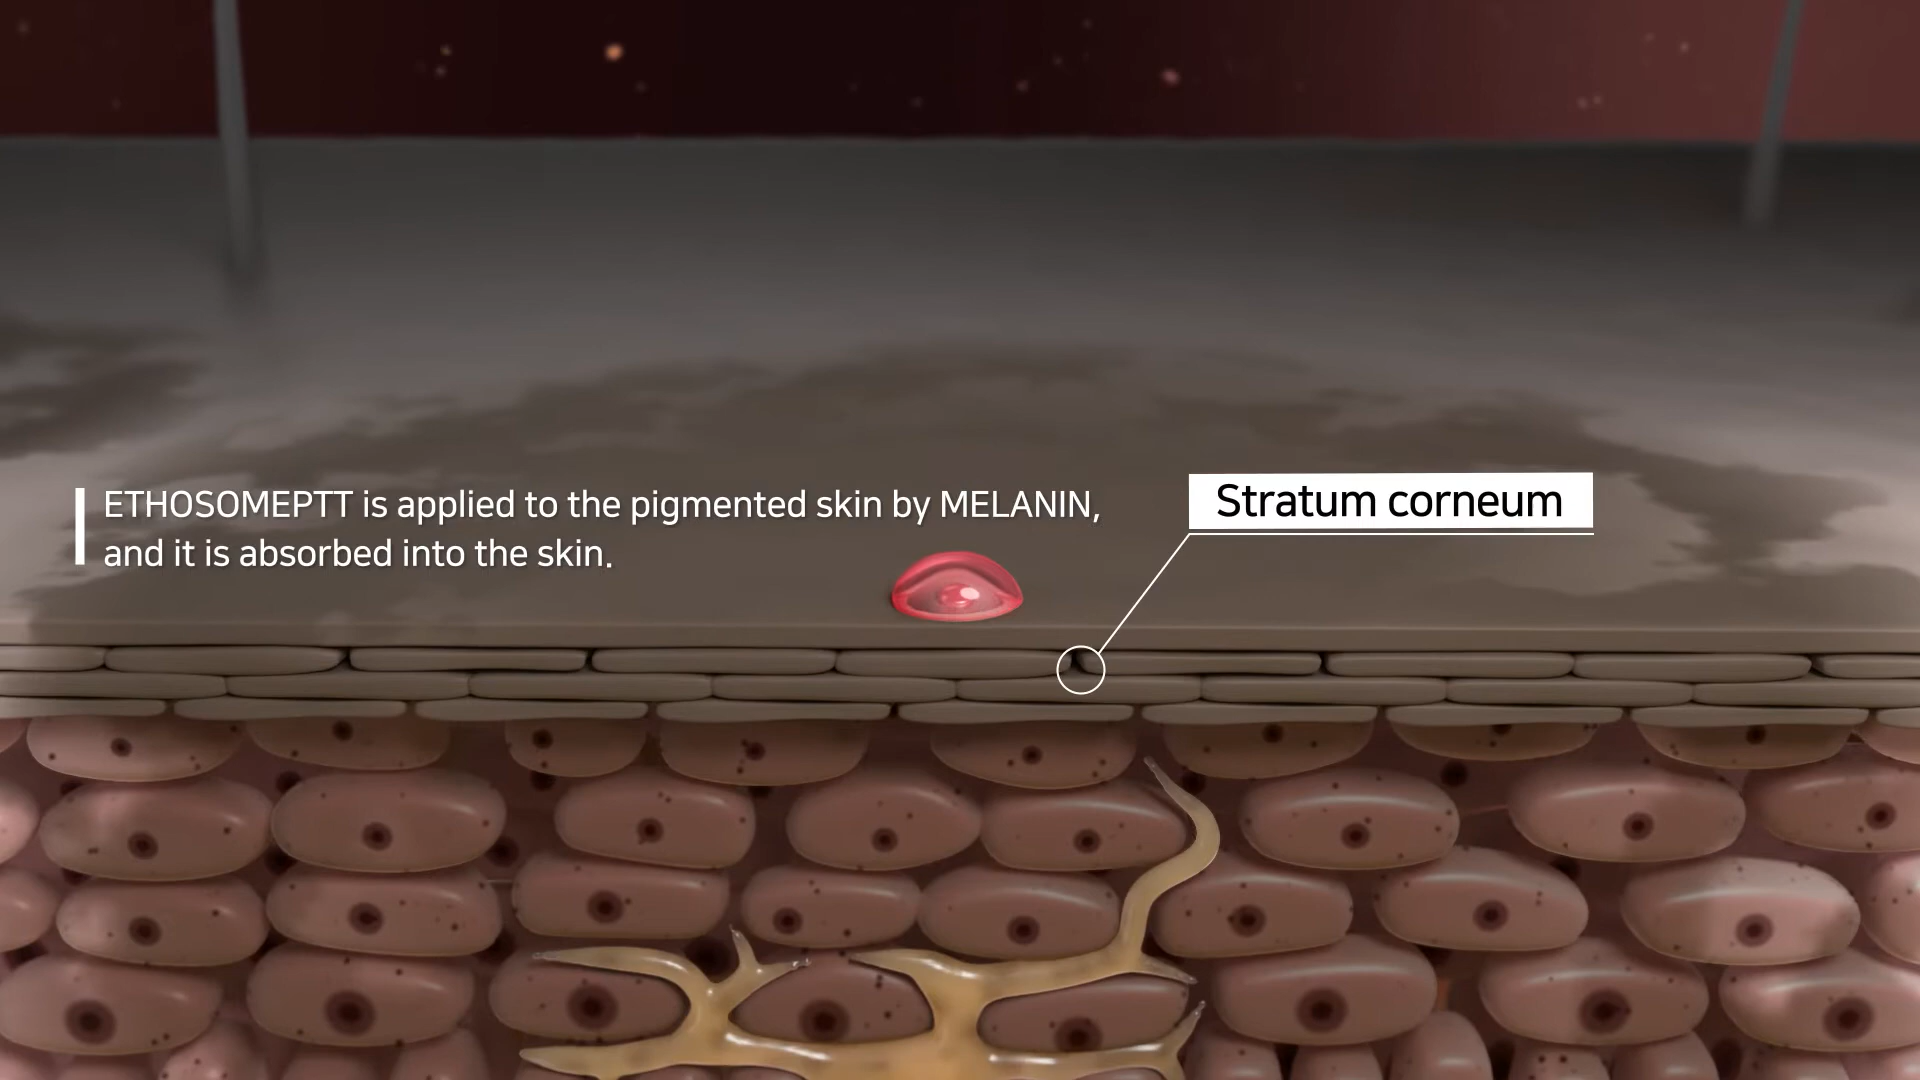 ETHOSOMEPTT is applied to the pigmented skin by MELANIN,
and it is absorbed into the skin.
Stratum corneum